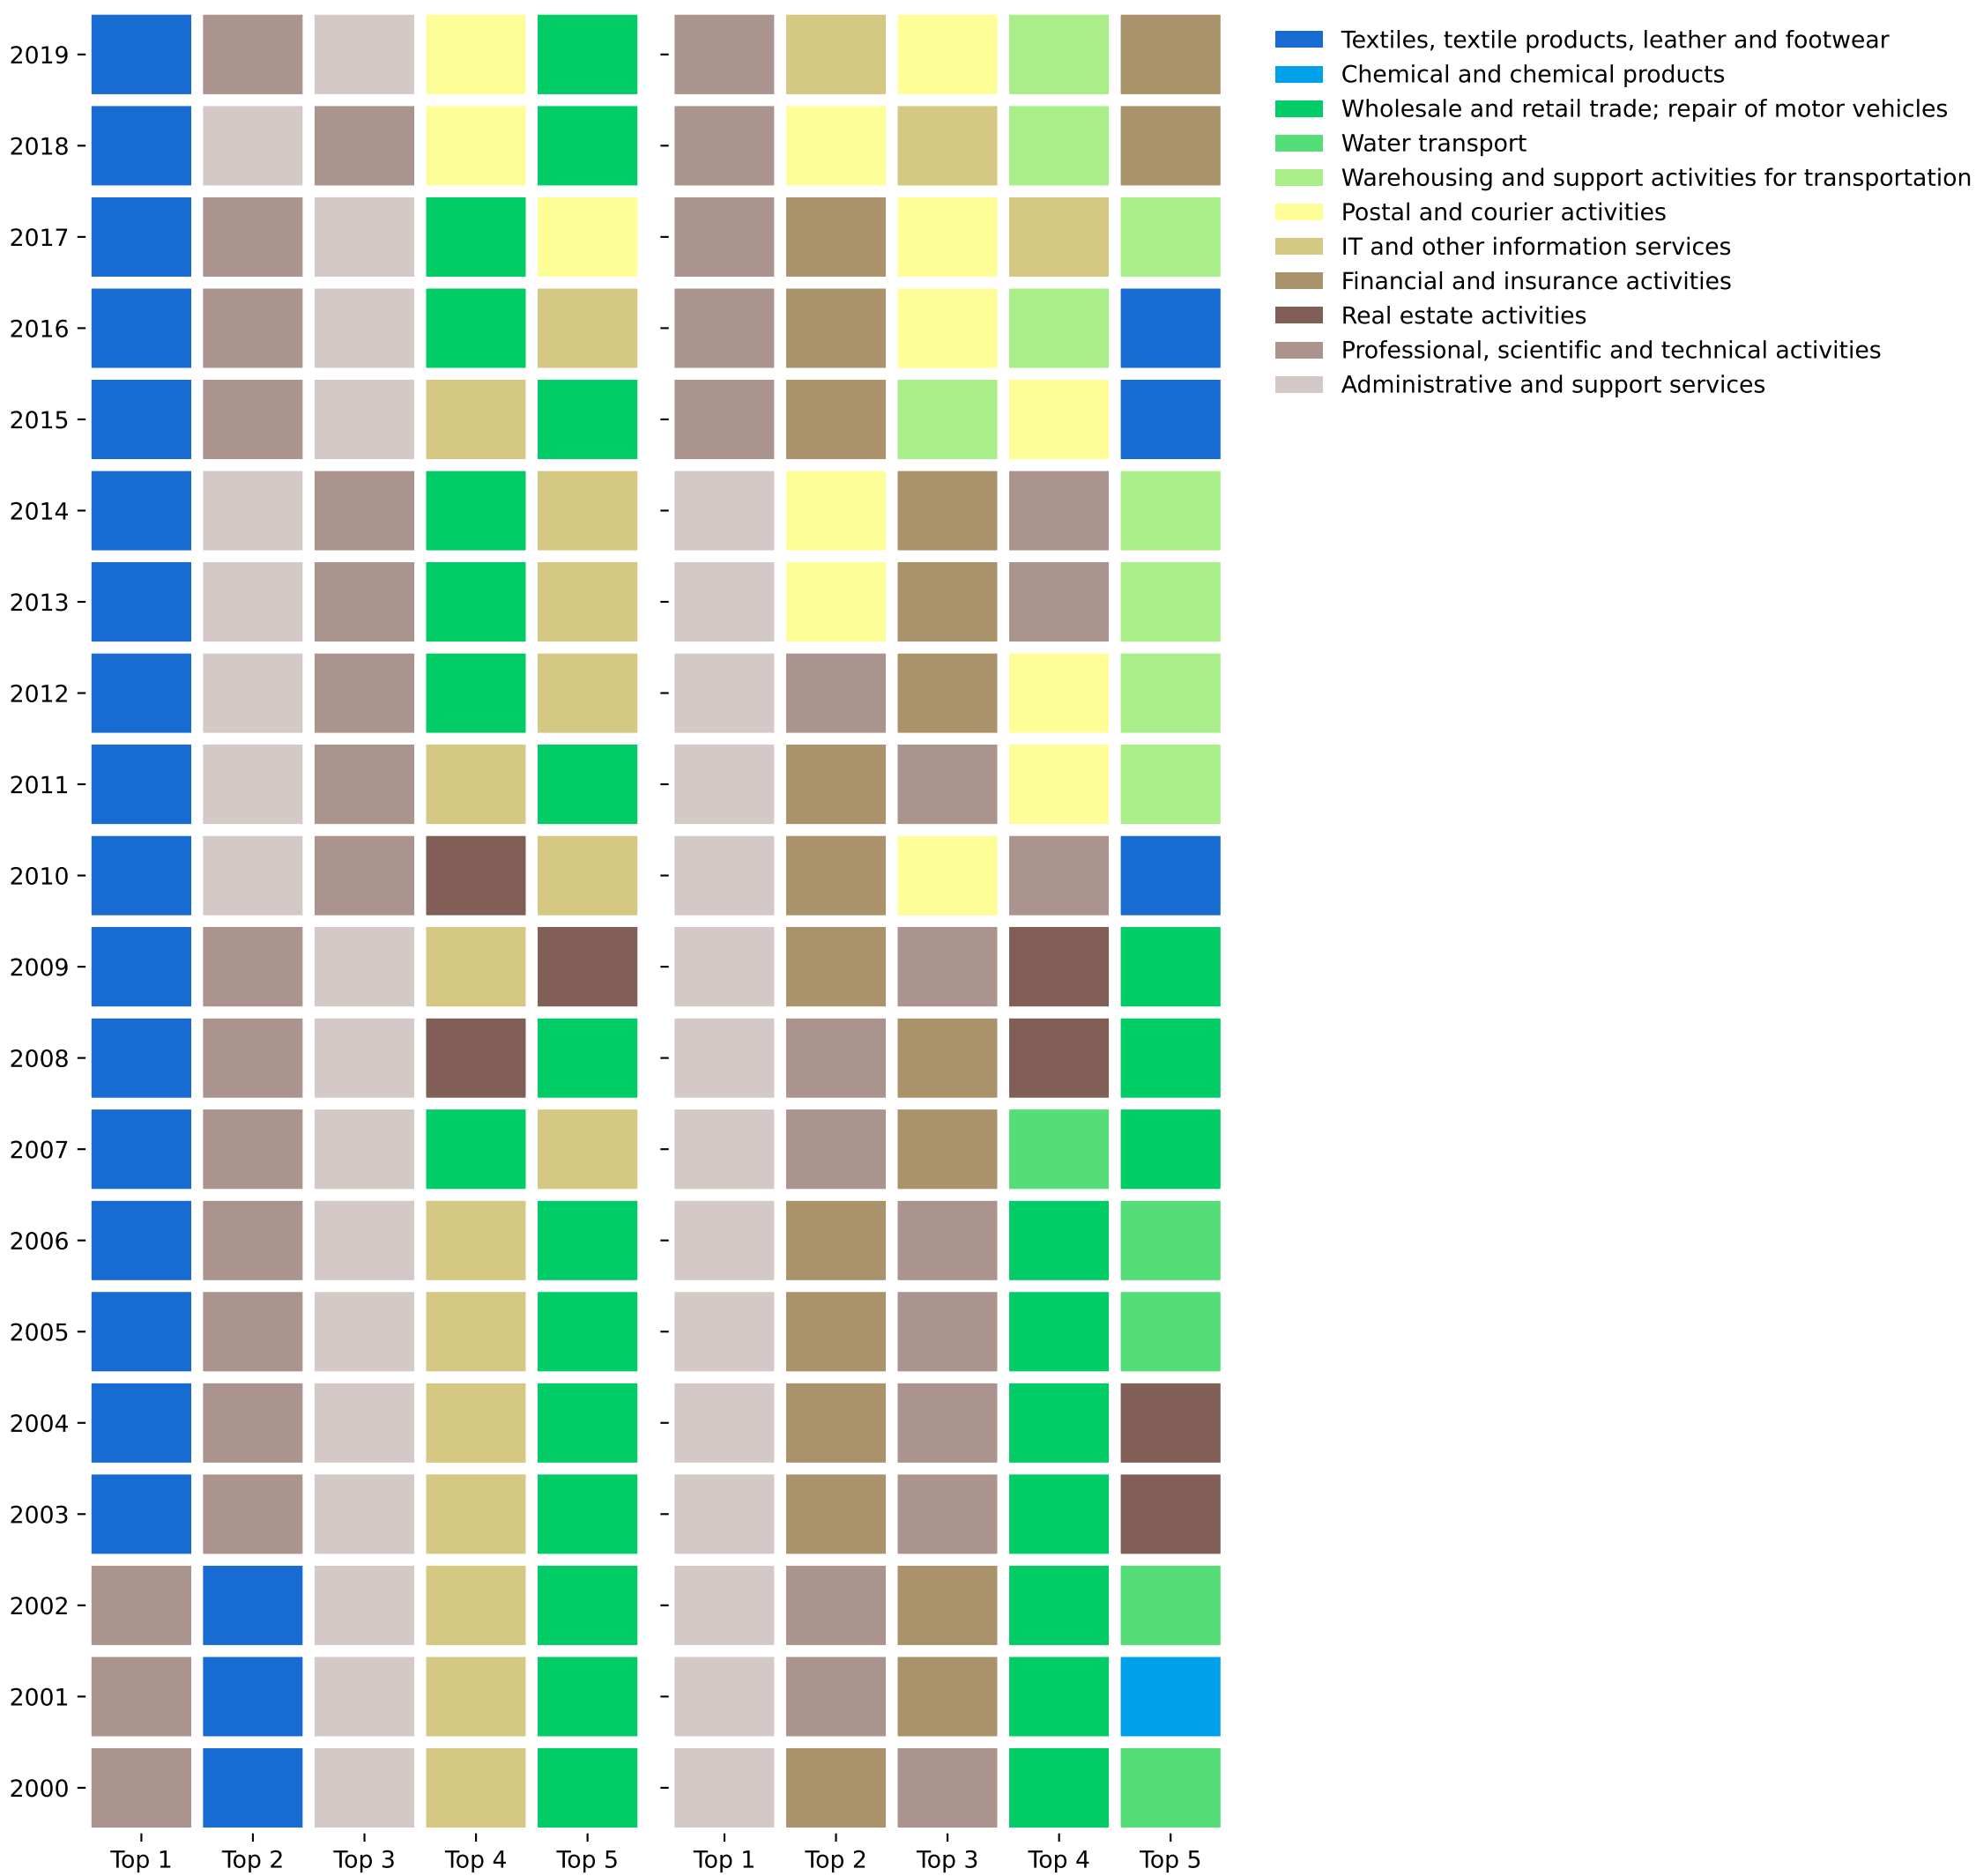 2019
2018
2017
2016
2015
2014
2013
2012
2011
2010
2009
2008
2007
2006
2005
2004
2003
2002
2001
2000
Top 1 Top 2 Top 3 Top 4 Top 5 Top 1 Top 2 Top 3 Top 4 Top 5
Textiles, textile products, leather and footwear
Chemical and chemical products
Wholesale and retail trade; repair of motor vehicles
Water transport
Warehousing and support activities for transportation
Postal and courier activities
IT and other information services
Financial and insurance activities
Real estate activities
Professional, scientific and technical activities
Administrative and support services